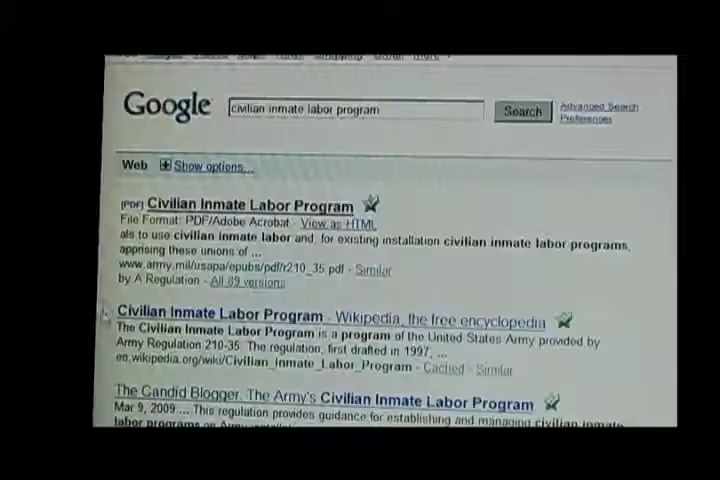 Google
civilian inmate labor program
Search
Advanced Search
Preferences
Web
Show options...
[PDF] Civilian Inmate Labor Program
File Format: PDF/Adobe Acrobat - View as HTML
als to use civilian inmate labor and, for existing installation civilian inmate labor programs,
apprising these unions of ...
www.army.mil/usapa/epubs/pdf/r210_35.pdf - Similar
by A Regulation - All 89 versions
Civilian Inmate Labor Program - Wikipedia, the free encyclopedia
The Civilian Inmate Labor Program is a program of the United States Army provided by
Army Regulation 210-35. The regulation, first drafted in 1997, ...
en.wikipedia.org/wiki/Civilian_Inmate_Labor_Program - Cached - Similar
The Candid Blogger: The Army's Civilian Inmate Labor Program
Mar 9, 2009 ... This regulation provides guidance for establishing and managing civilian inmate
labor programs on Army